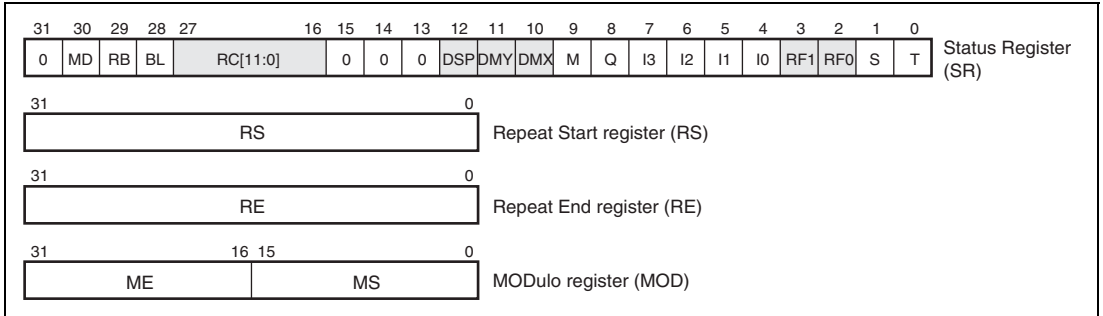 31 30 29 28 27 16 15 14 13 12 11 10 9 8 7 6 5 4 3 2 1 0
0 MD RB BL RC[11:0] 0 0 0 DSP DMY DMX M Q I3 I2 I1 I0 RF1 RF0 S T
Status Register
(SR)
31 0
RS
Repeat Start register (RS)
31 0
RE
Repeat End register (RE)
31 16 15 0
ME MS
MODulo register (MOD)